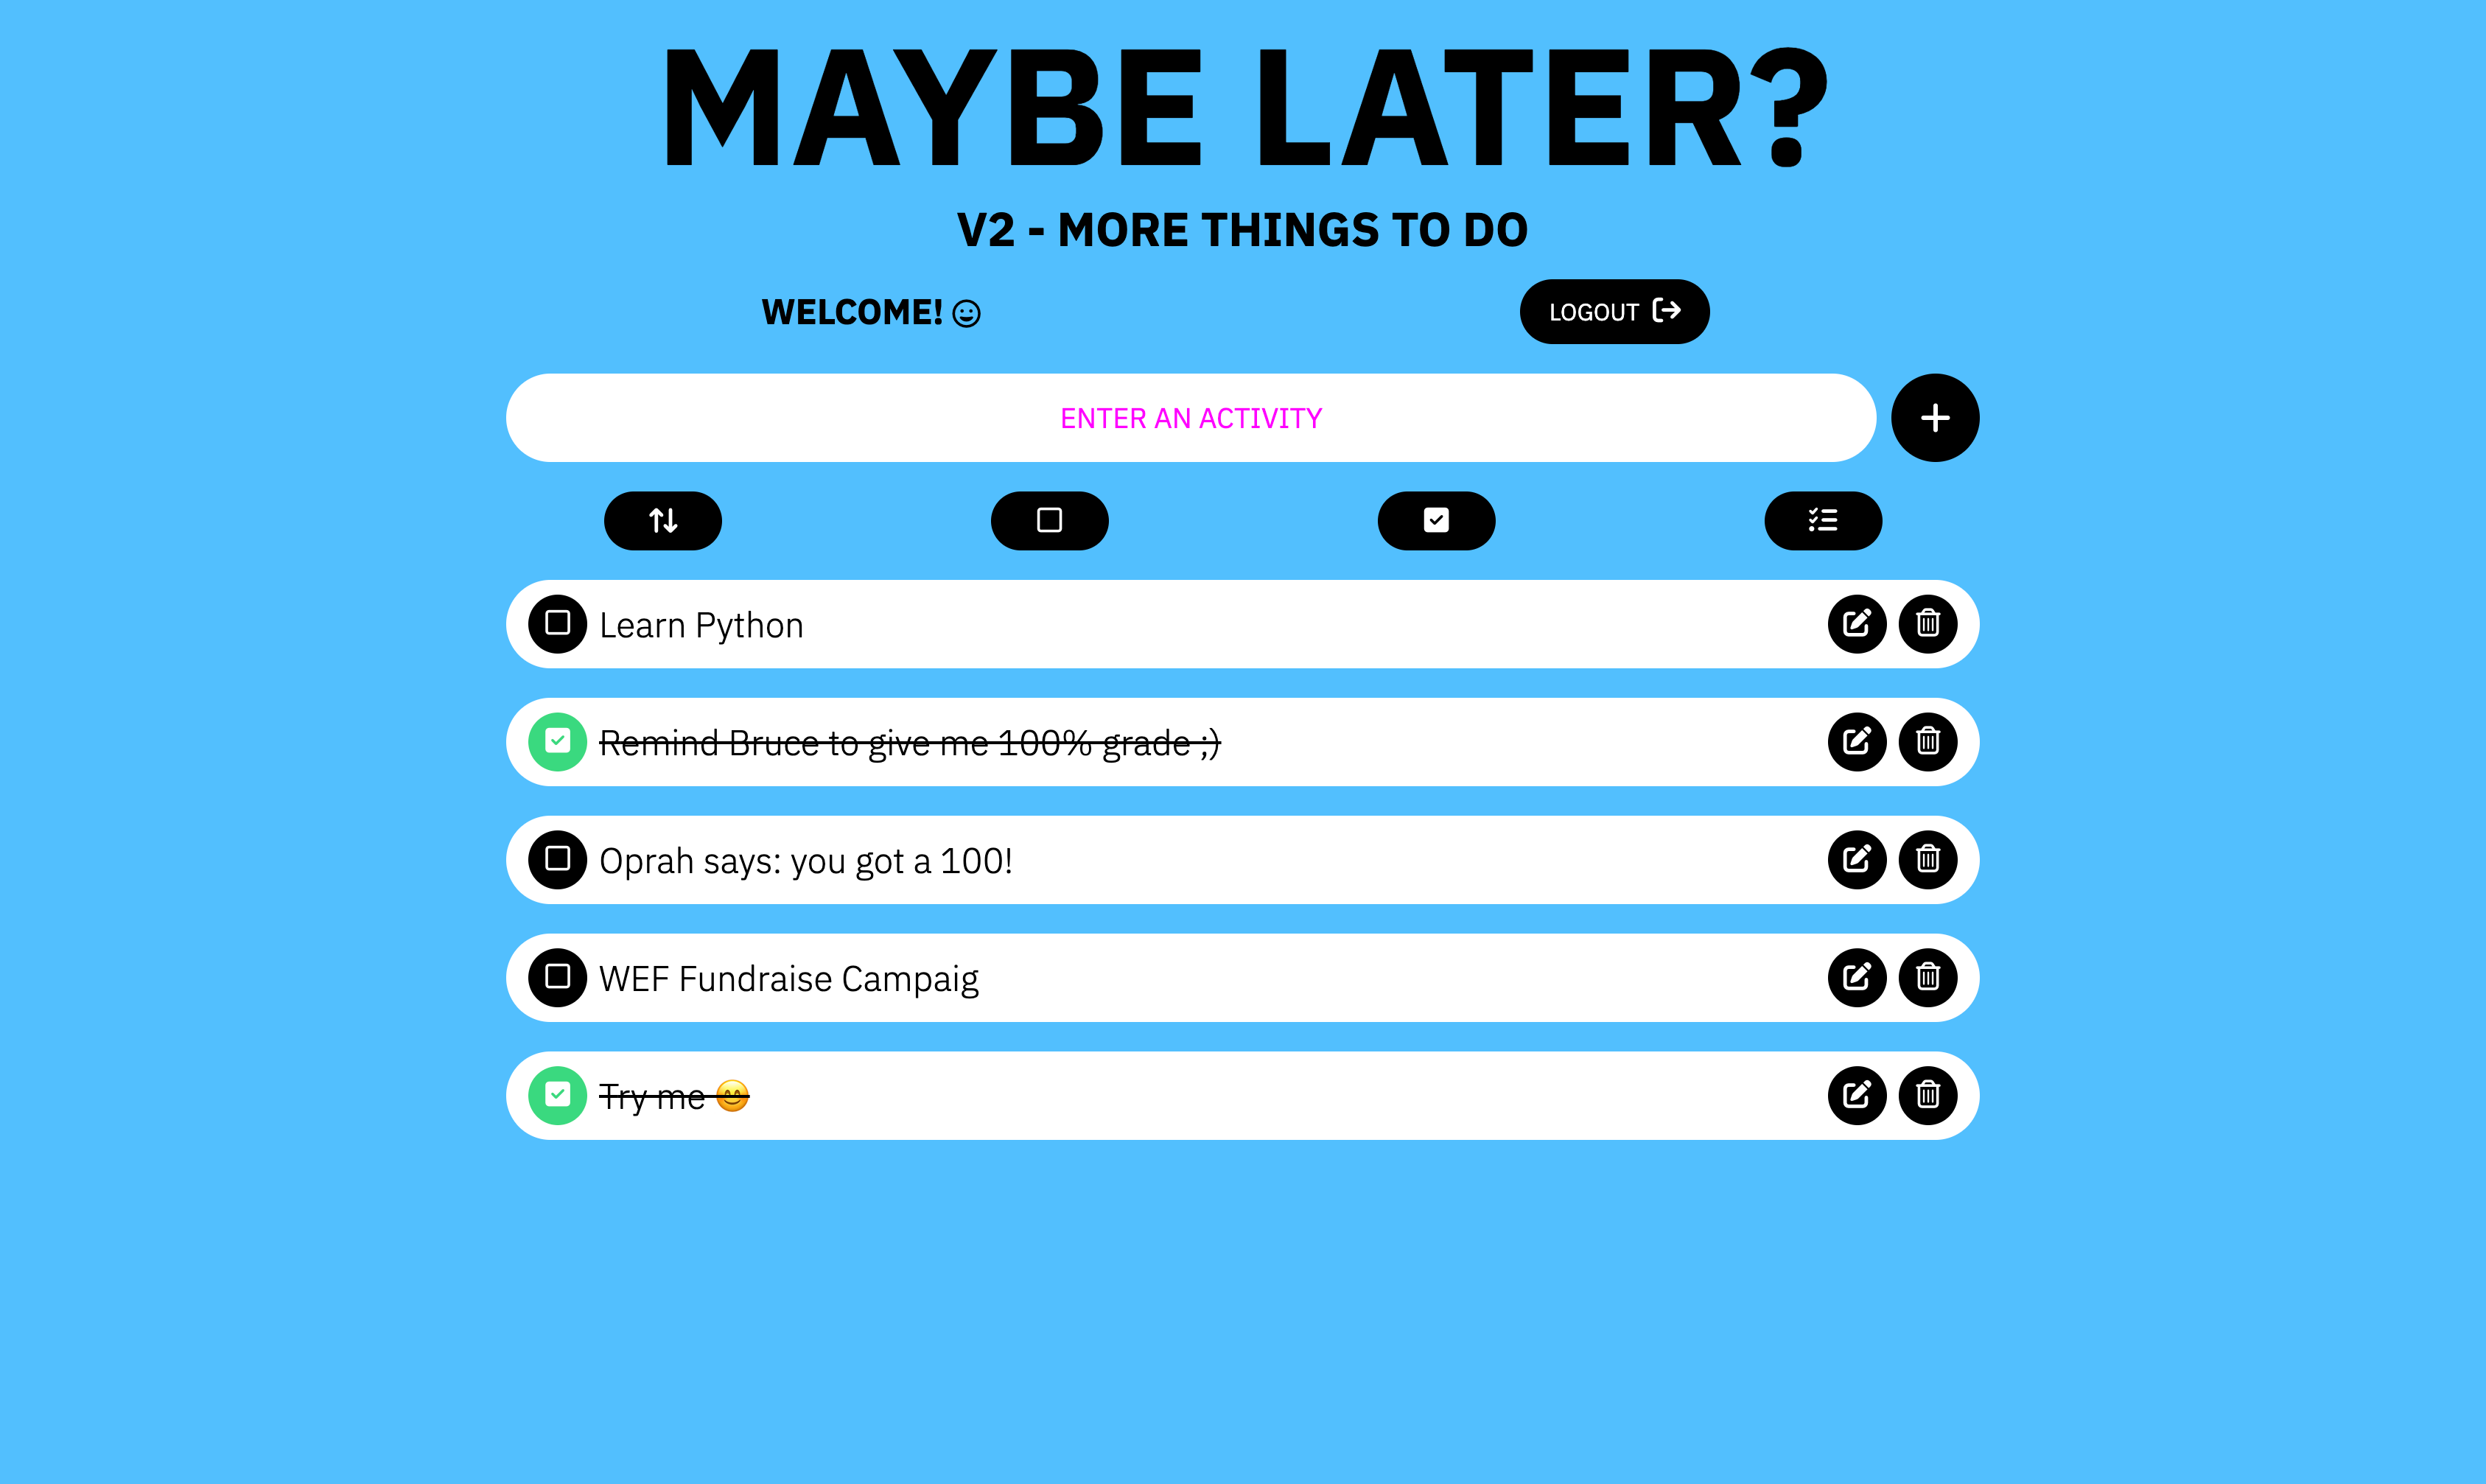 MAYBE LATER?
V2 - MORE THINGS TO DO
WELCOME!
LOGOUT
ENTER AN ACTIVITY
Learn Python
Remind Bruce to give me 100% grade ;)
Oprah says: you got a 100!
WEF Fundraise Campaig
Try me 😊